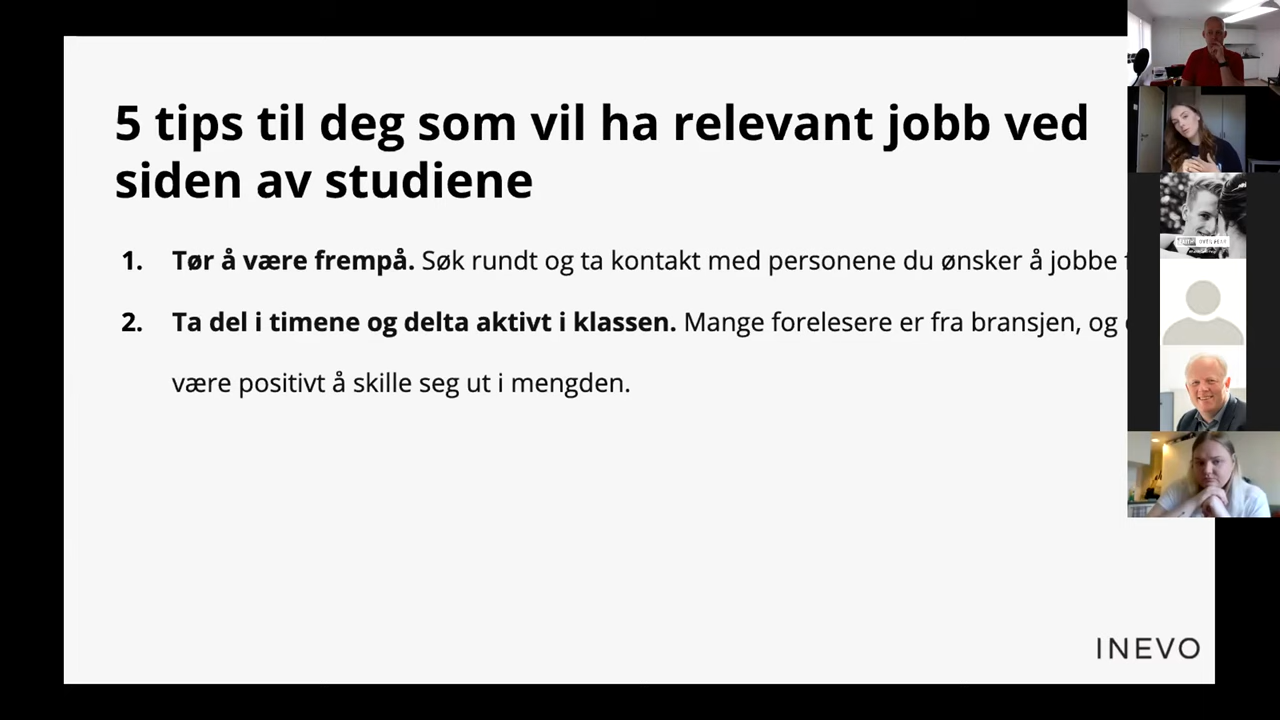 5 tips til deg som vil ha relevant jobb ved
siden av studiene
1. Tør å være frempå. Søk rundt og ta kontakt med personene du ønsker å jobbe
2. Ta del i timene og delta aktivt i klassen. Mange forelesere er fra bransjen, og
være positivt å skille seg ut i mengden.
INEVO